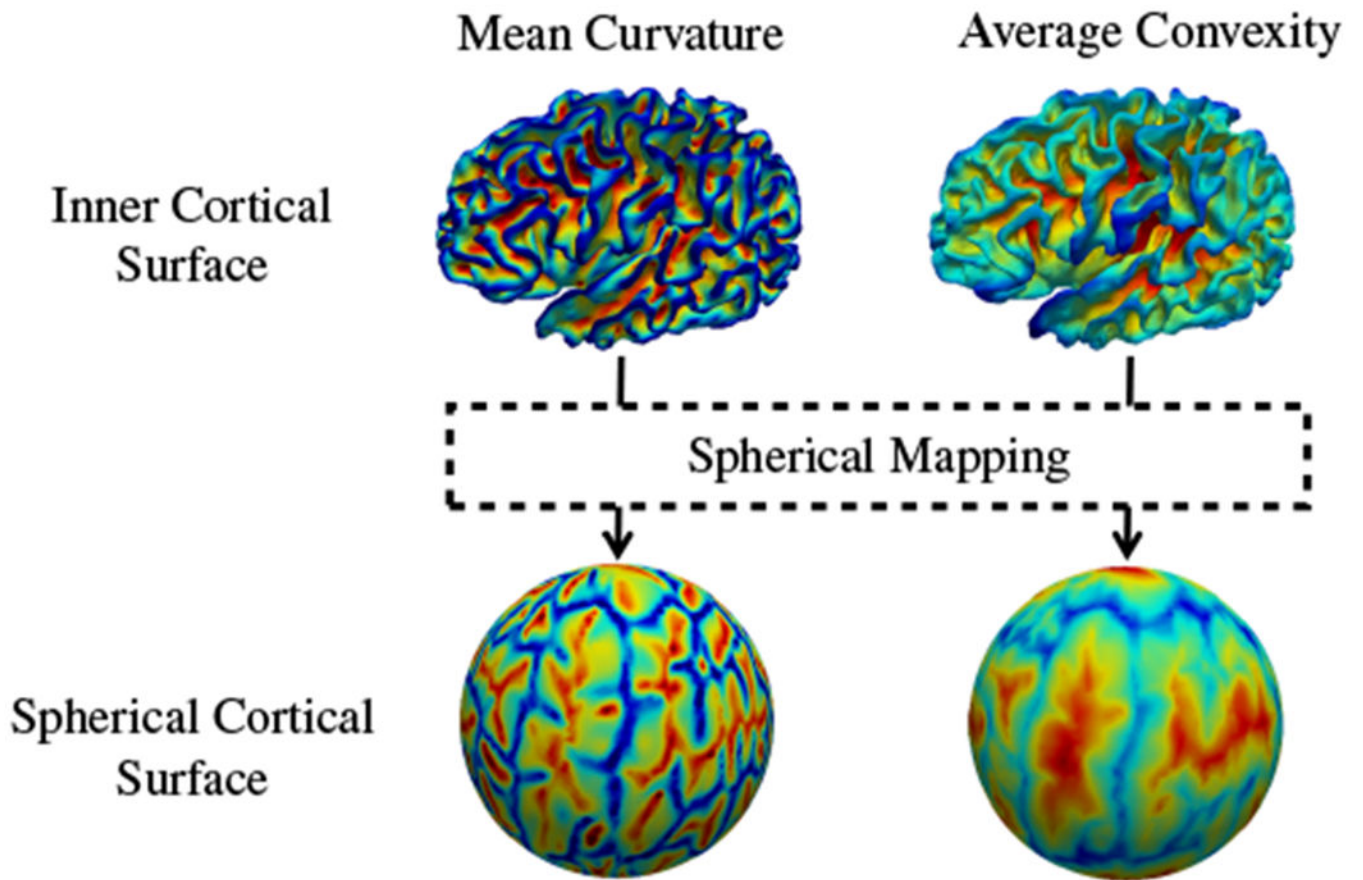 Mean Curvature
Average Convexity
Inner Cortical
Surface
Spherical Mapping
Spherical Cortical
Surface